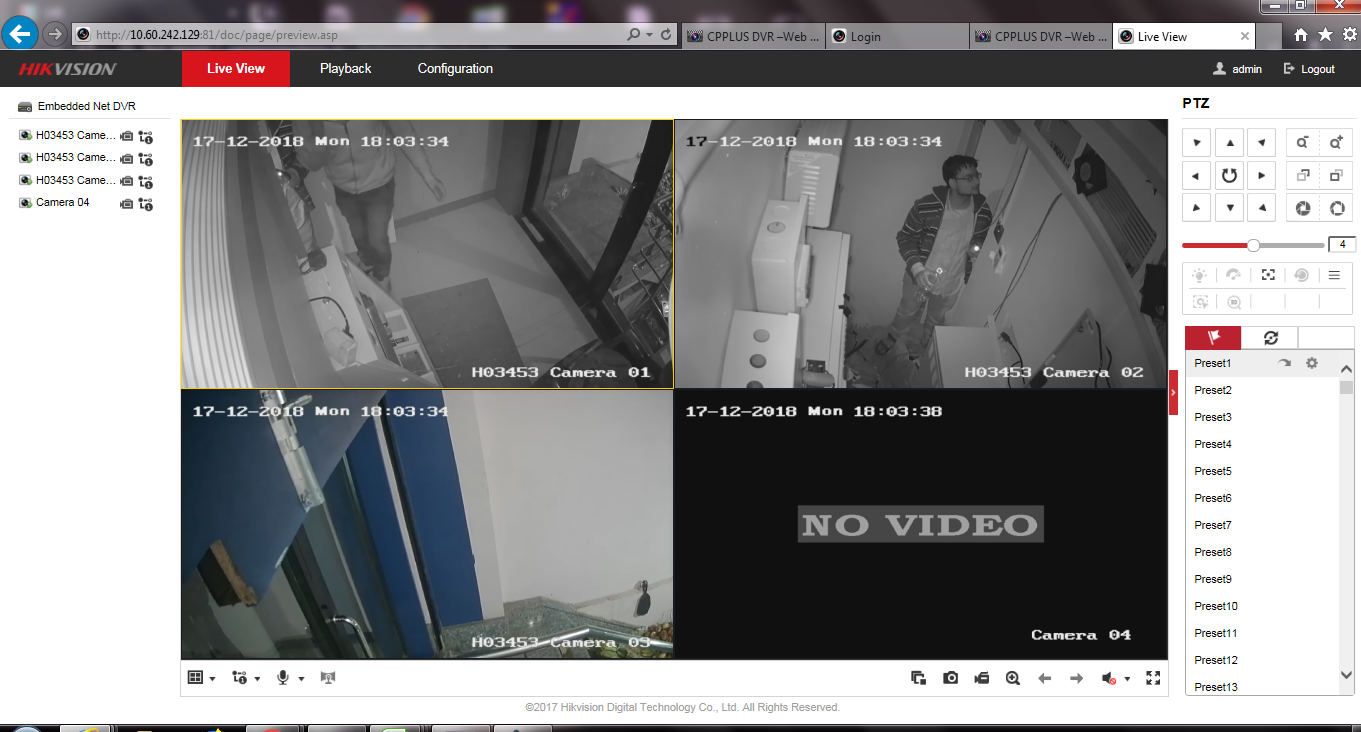 http://10.60.242.129:81/doc/page/preview.asp
CPPLUS DVR –Web ...
Login
CPPLUS DVR –Web ...
Live View
HIKVISION
Live View
Playback
Configuration
admin
Logout
Embedded Net DVR
H03453 Came...
H03453 Came...
H03453 Came...
Camera 04
17-12-2018 Mon 18:03:34
H03453 Camera 01
17-12-2018 Mon 18:03:34
H03453 Camera 02
17-12-2018 Mon 18:03:34
H03453 Camera 03
17-12-2018 Mon 18:03:38
NO VIDEO
Camera 04
PTZ
4
Preset1
Preset2
Preset3
Preset4
Preset5
Preset6
Preset7
Preset8
Preset9
Preset10
Preset11
Preset12
Preset13
©2017 Hikvision Digital Technology Co., Ltd. All Rights Reserved.